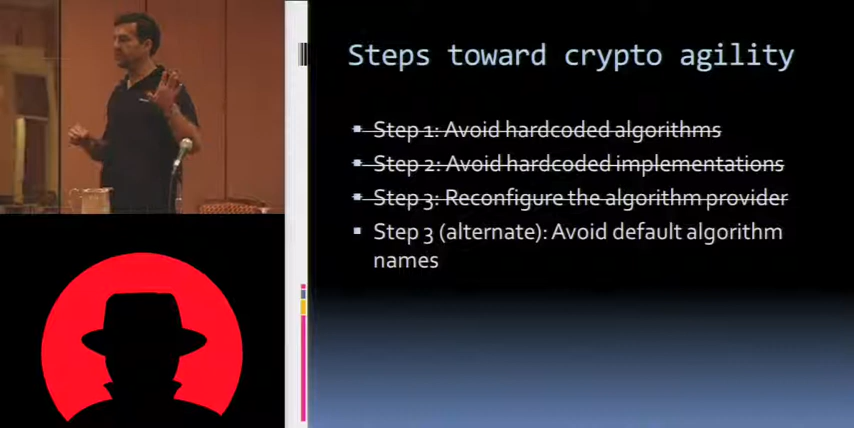 Steps toward crypto agility
Step 1: Avoid hardcoded algorithms
Step 2: Avoid hardcoded implementations
Step 3: Reconfigure the algorithm provider
Step 3 (alternate): Avoid default algorithm
names